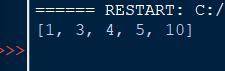 ====== RESTART: C:/
[1, 3, 4, 5, 10]
>>>